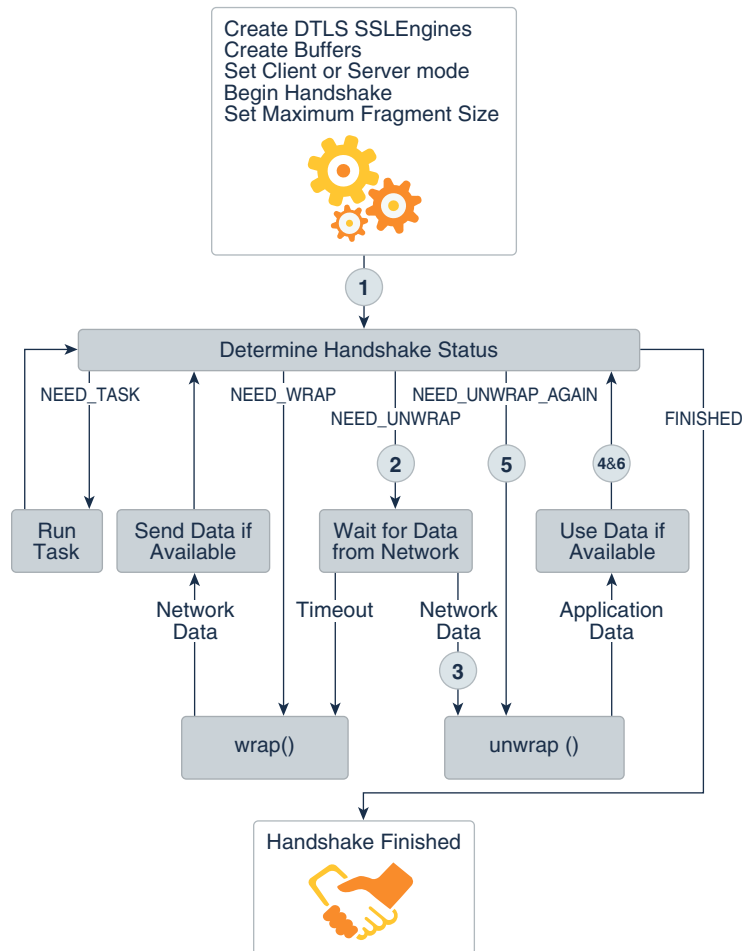 Create DTLS SSLEngines
Create Buffers
Set Client or Server mode
Begin Handshake
Set Maximum Fragment Size
1
Determine Handshake Status
NEED_TASK
NEED_WRAP
NEED_UNWRAP
NEED_UNWRAP_AGAIN
FINISHED
2
5
4&6
Run
Task
Send Data if
Available
Wait for Data
from Network
Use Data if
Available
Network
Data
Timeout
Network
Data
Application
Data
3
wrap()
unwrap ()
Handshake Finished